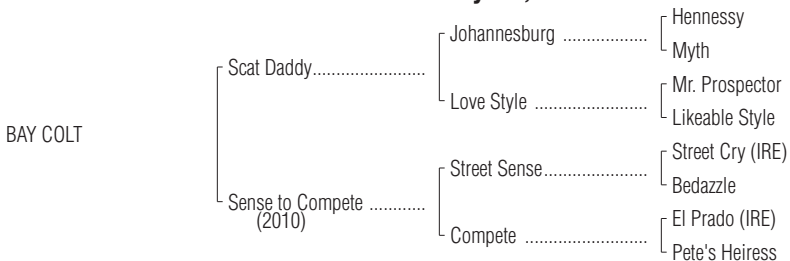 Hennessy
Johannesburg ..................
Myth
Scat Daddy........................
Mr. Prospector
Love Style ........................
Likeable Style
BAY COLT
Street Cry (IRE)
Street Sense......................
Bedazzle
Sense to Compete ............
(2010)
El Prado (IRE)
Compete ..........................
Pete's Heiress